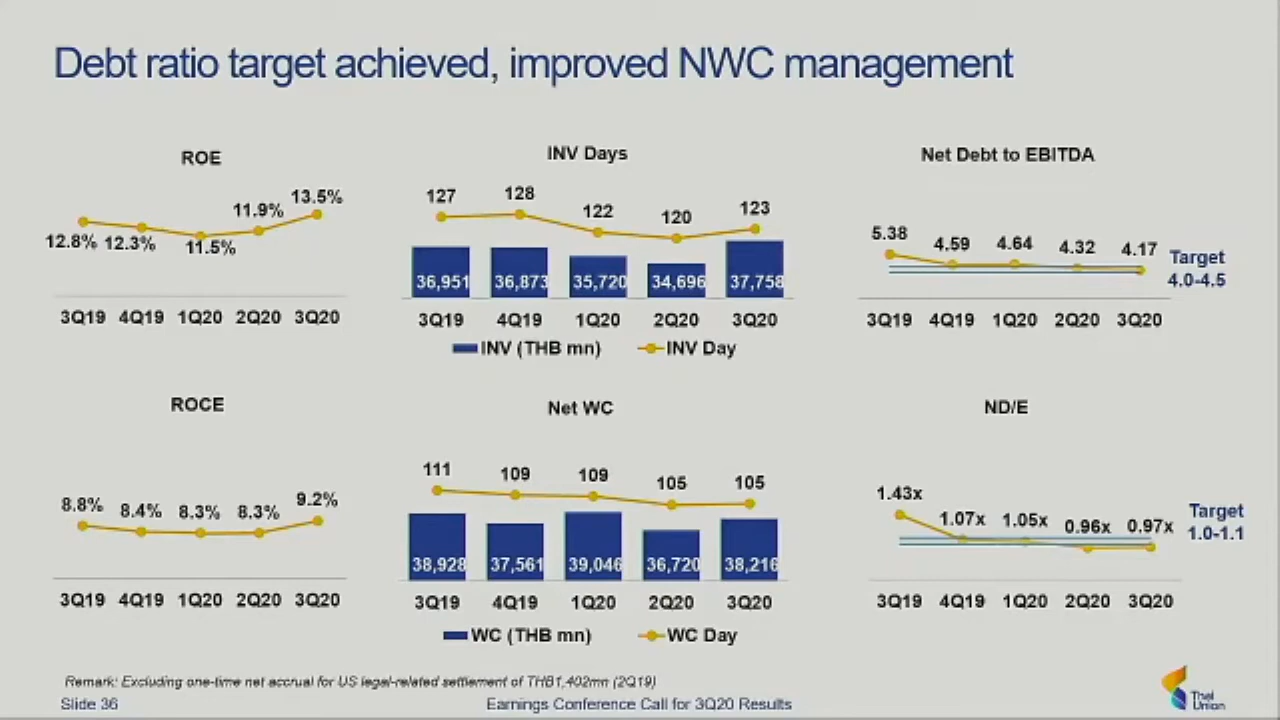 Debt ratio target achieved, improved NWC management
ROE
12.8% 12.3% 11.5% 11.9% 13.5%
3Q19 4Q19 1Q20 2Q20 3Q20
INV Days
127 128 122 120 123
36,951 36,873 35,720 34,696 37,758
3Q19 4Q19 1Q20 2Q20 3Q20
INV (THB mn) INV Day
Net Debt to EBITDA
5.38 4.59 4.64 4.32 4.17
Target
4.0-4.5
3Q19 4Q19 1Q20 2Q20 3Q20
ROCE
8.8% 8.4% 8.3% 8.3% 9.2%
3Q19 4Q19 1Q20 2Q20 3Q20
Net WC
111 109 109 105 105
38,928 37,561 39,046 36,720 38,216
3Q19 4Q19 1Q20 2Q20 3Q20
WC (THB mn) WC Day
ND/E
1.43x 1.07x 1.05x 0.96x 0.97x
Target
1.0-1.1
3Q19 4Q19 1Q20 2Q20 3Q20
Remark: Excluding one-time net accrual for US legal-related settlement of THB1,402mn (2Q19)
Slide 36
Earnings Conference Call for 3Q20 Results
Thai
Union